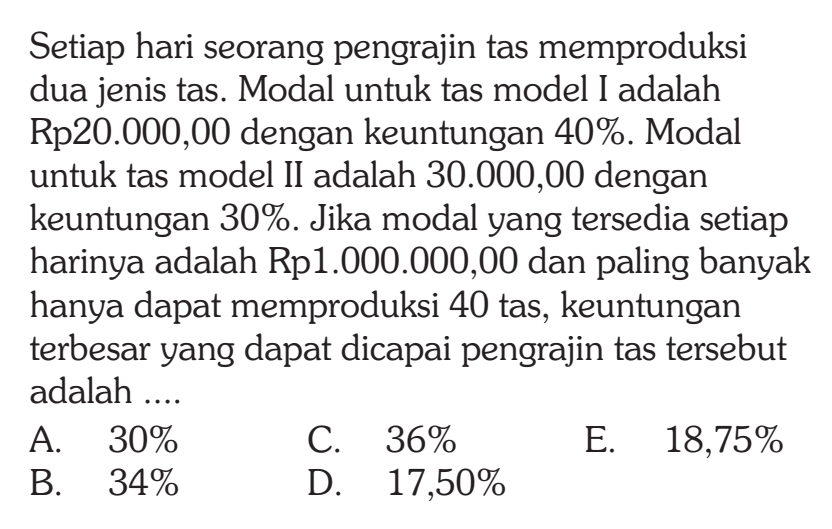 Setiap hari seorang pengrajin tas memproduksi
dua jenis tas. Modal untuk tas model I adalah
Rp20.000,00 dengan keuntungan 40%. Modal
untuk tas model II adalah 30.000,00 dengan
keuntungan 30%. Jika modal yang tersedia setiap
harinya adalah Rp1.000.000,00 dan paling banyak
hanya dapat memproduksi 40 tas, keuntungan
terbesar yang dapat dicapai pengrajin tas tersebut
adalah ....
A. 30% C. 36% E. 18,75%
B. 34% D. 17,50%